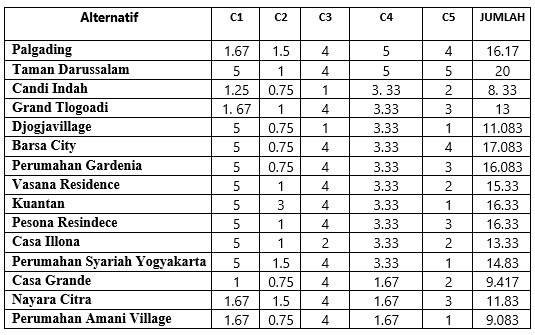 Alternatif C1 C2 C3 C4 C5 JUMLAH
Palgading 1.67 1.5 4 5 4 16.17
Taman Darussalam 5 1 4 5 5 20
Candi Indah 1.25 0.75 1 3. 33 2 8. 33
Grand Tlogoadi 1. 67 1 4 3.33 3 13
Djogjavillage 5 0.75 1 3.33 1 11.083
Barsa City 5 0.75 4 3.33 4 17.083
Perumahan Gardenia 5 0.75 4 3.33 3 16.083
Vasana Residence 5 1 4 3.33 2 15.33
Kuantan 5 3 4 3.33 1 16.33
Pesona Resindece 5 1 4 3.33 3 16.33
Casa Illona 5 1 2 3.33 2 13.33
Perumahan Syariah Yogyakarta 5 1.5 4 3.33 1 14.83
Casa Grande 1 0.75 4 1.67 2 9.417
Nayara Citra 1.67 1.5 4 1.67 3 11.83
Perumahan Amani Village 1.67 0.75 4 1.67 1 9.083